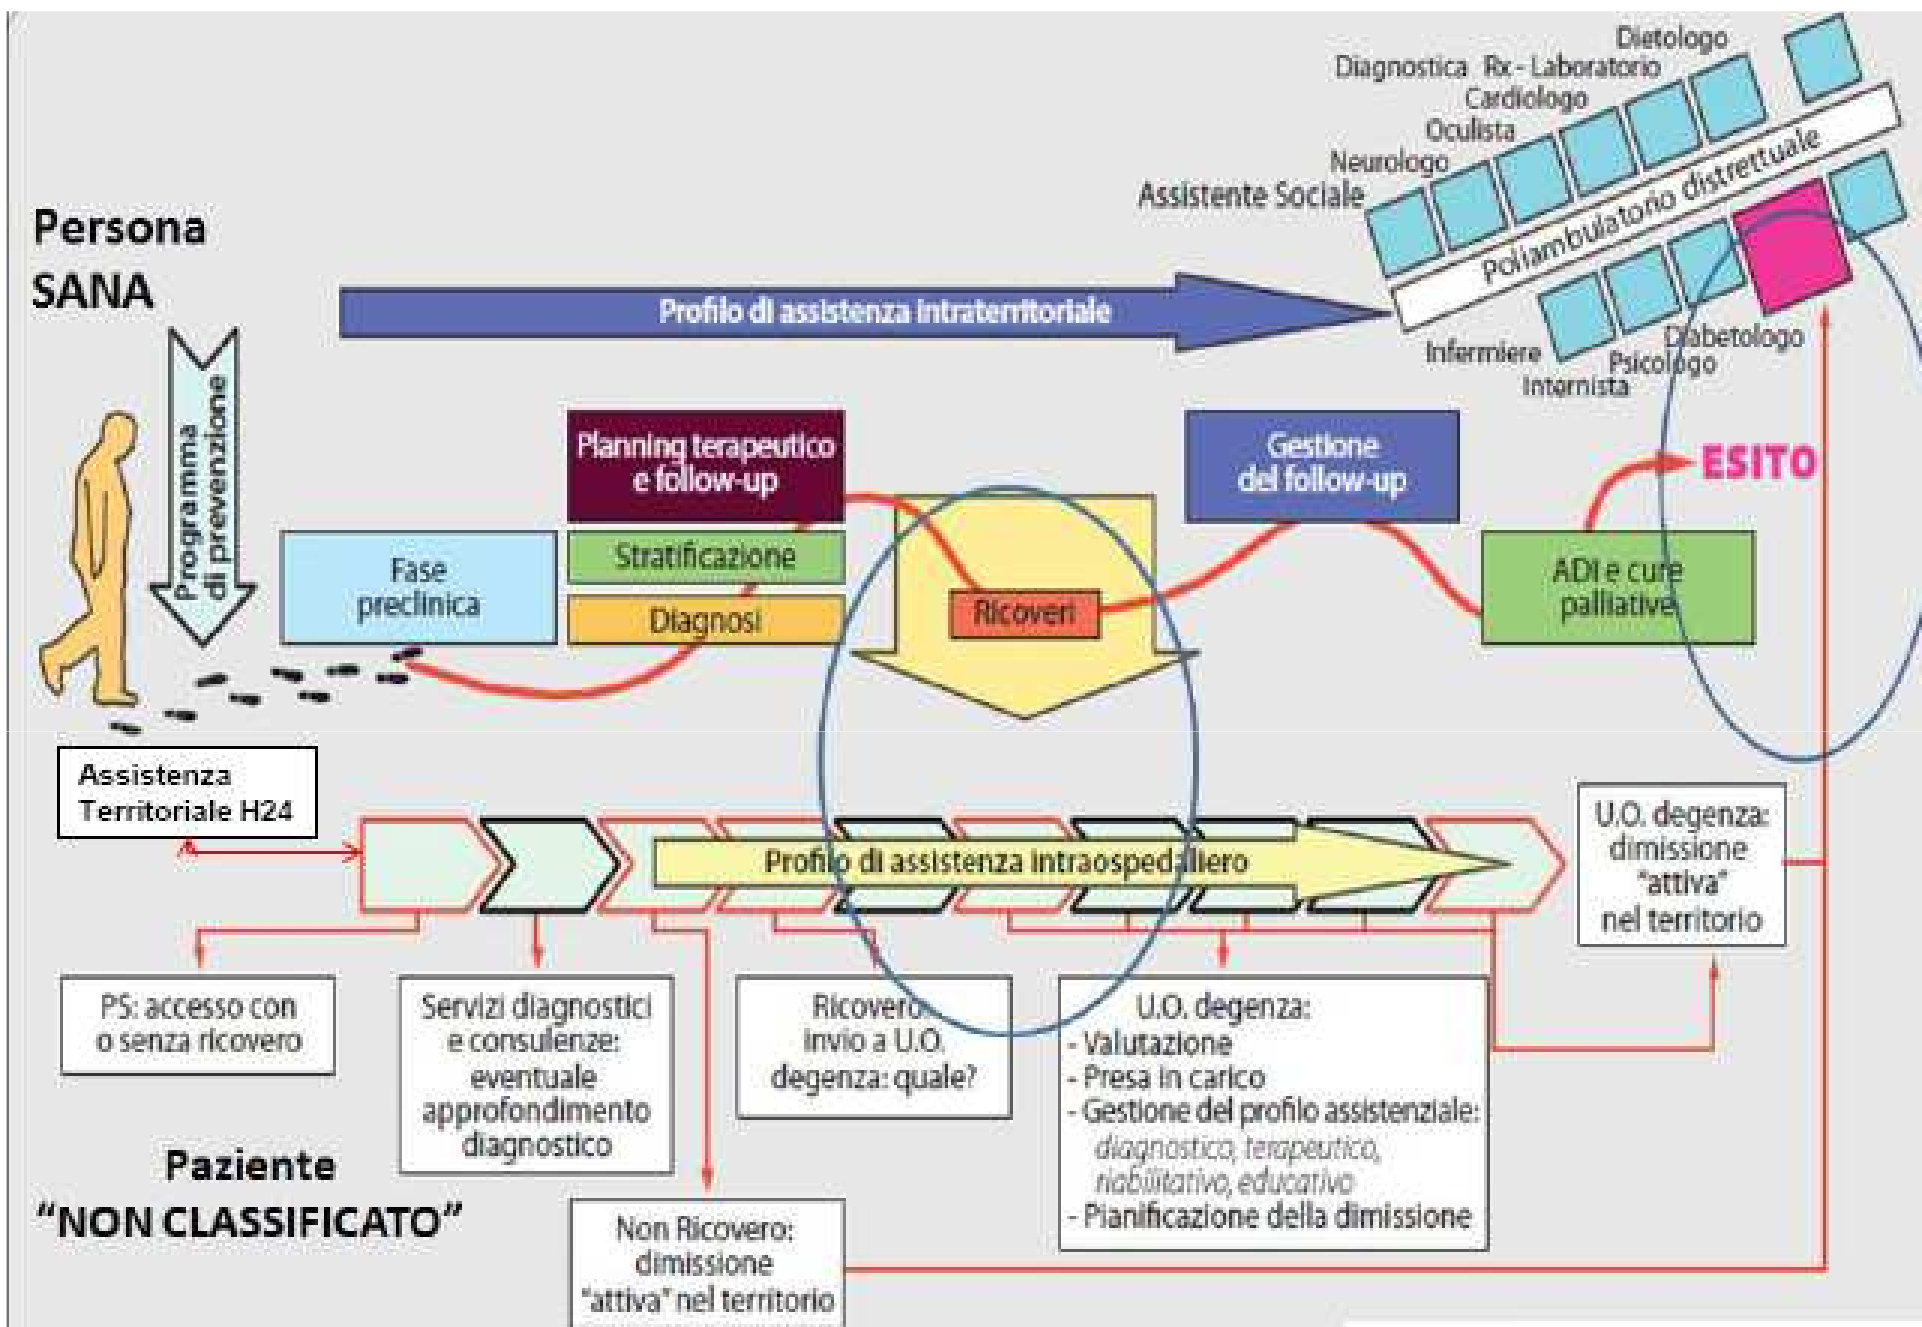 Dietologo
Diagnostica Rx - Laboratorio
Cardiologo
Oculista
Neurologo
Assistente Sociale
Poliambulatorio distrettuale
Infermiere
Internista
Psicologo
Diabetologo
Persona
SANA
Profilo di assistenza intraterritoriale
Programma
di prevenzione
Planning terapeutico
e follow-up
Stratificazione
Diagnosi
Fase
preclinica
Ricoveri
Gestione
del follow-up
ESITO
ADI e cure
palliative
Assistenza
Territoriale H24
Profilo di assistenza intraospedaliero
U.O. degenza:
dimissione
"attiva"
nel territorio
PS: accesso con
o senza ricovero
Servizi diagnostici
e consulenze:
eventuale
approfondimento
diagnostico
Ricovero:
invio a U.O.
degenza: quale?
U.O. degenza:
- Valutazione
- Presa in carico
- Gestione del profilo assistenziale:
diagnostico, terapeutico,
riabilitativo, educativo
- Pianificazione della dimissione
Paziente
"NON CLASSIFICATO"
Non Ricovero:
dimissione
"attiva" nel territorio